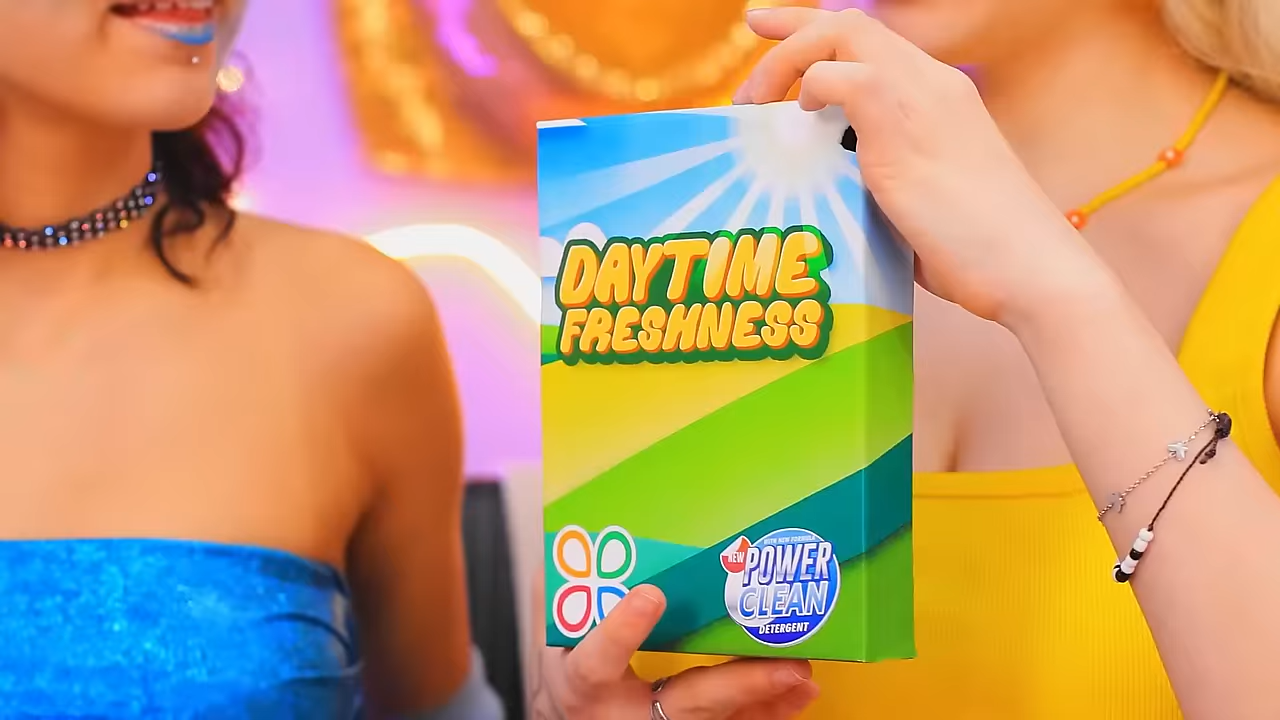 DAYTIME
FRESHNESS
WITH NEW FORMULA
NEW
POWER
CLEAN
DETERGENT